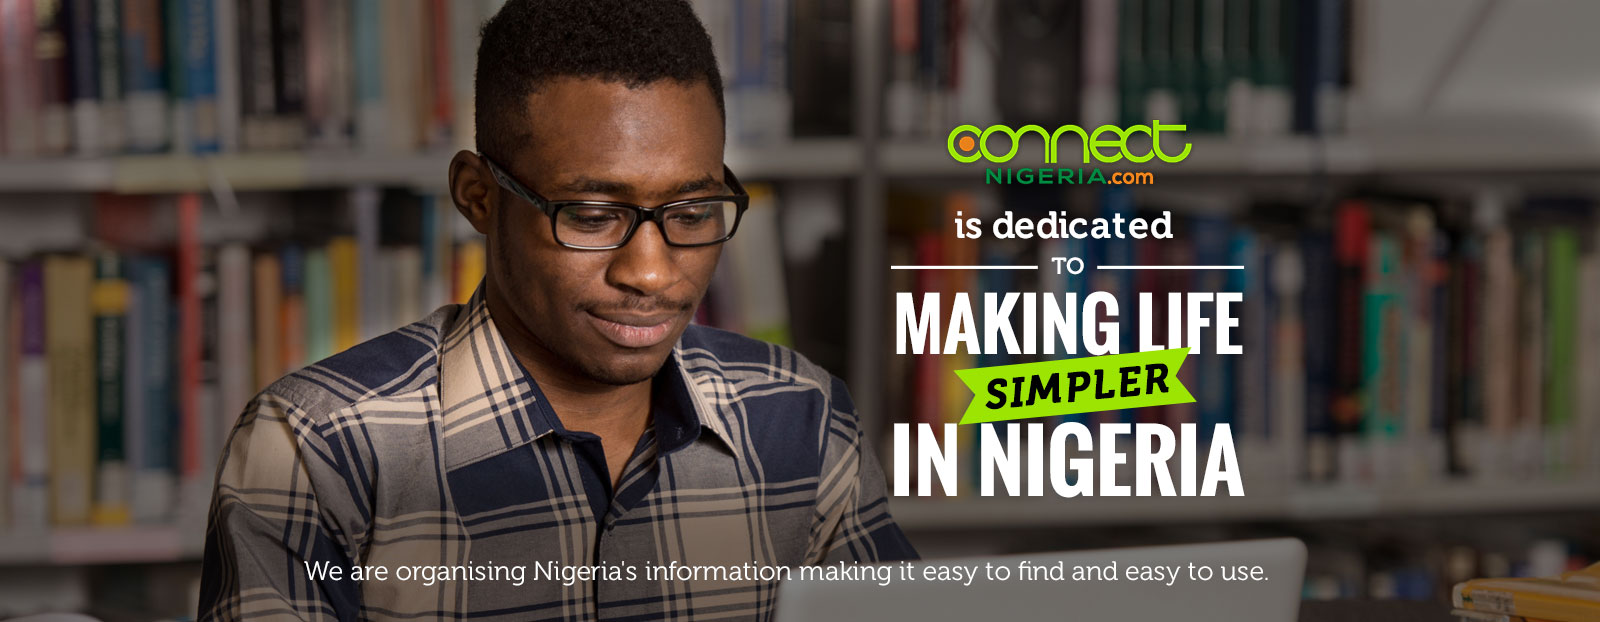 connect
NIGERIA.com
is dedicated
TO
MAKING LIFE
SIMPLER
IN NIGERIA
We are organising Nigeria's information making it easy to find and easy to use.